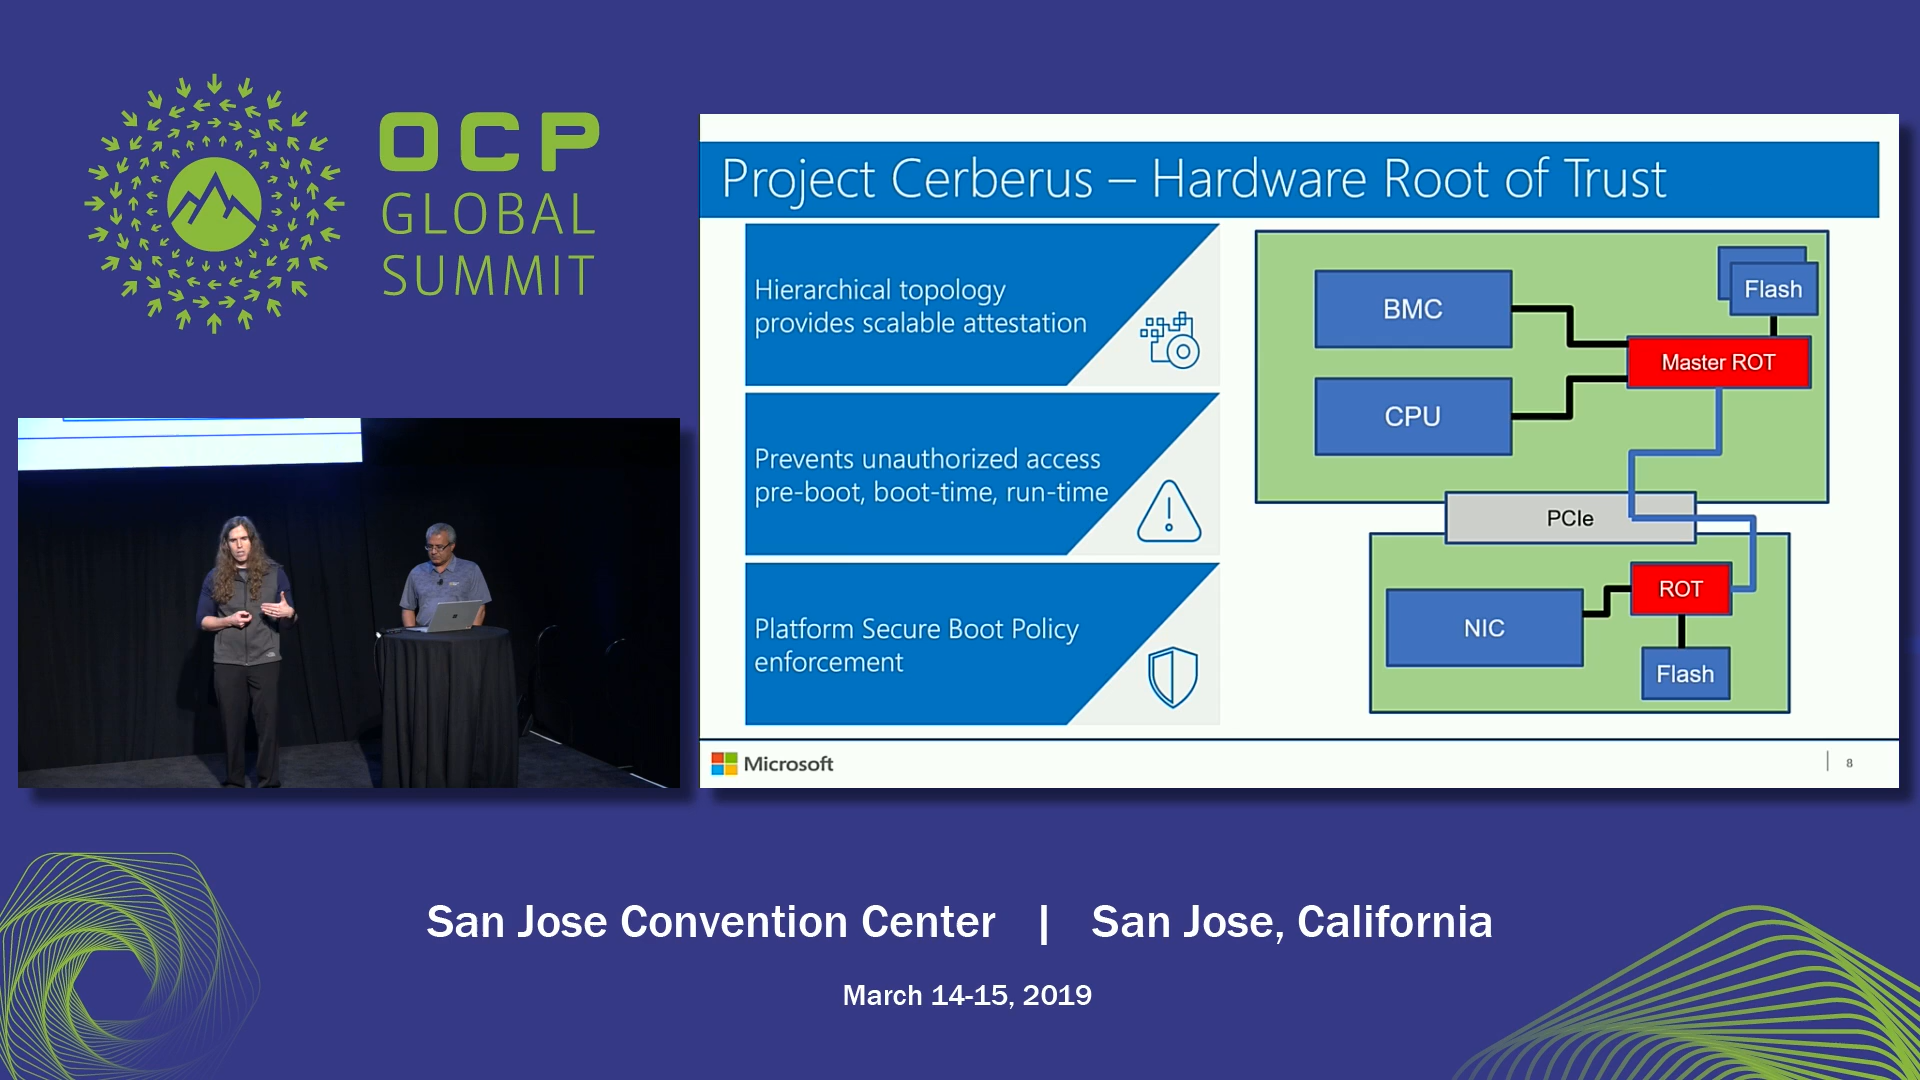 OCP
GLOBAL
SUMMIT
Project Cerberus – Hardware Root of Trust
Hierarchical topology
provides scalable attestation
Prevents unauthorized access
pre-boot, boot-time, run-time
Platform Secure Boot Policy
enforcement
BMC
CPU
Flash
Master ROT
PCIe
NIC
ROT
Flash
Microsoft
8
San Jose Convention Center | San Jose, California
March 14-15, 2019